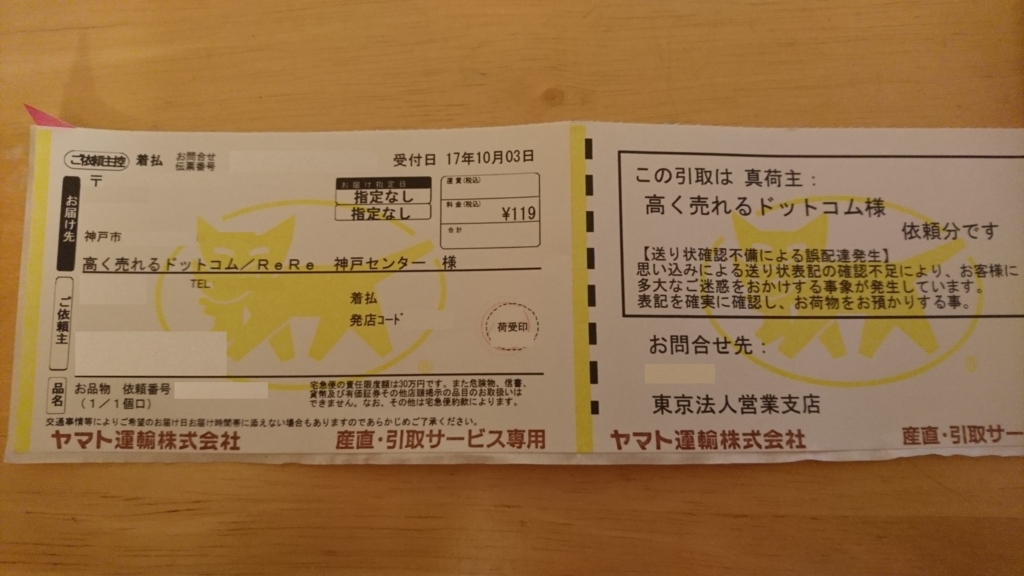 ご依頼主控 着払 お問合せ伝票番号 受付日 17年10月03日
お届け先
〒
お届け指定日
指定なし
指定なし
運賃(税込)
料金(税込) ¥119
合計
神戸市
高く売れるドットコム/ReRe 神戸センター 様
TEL
ご依頼主
着払
発店コード
荷受印
品名
お品物 依頼番号
(1/1個口)
宅急便の責任限度額は30万円です。また危険物、信書、
貨幣及び有価証券その他店頭掲示の品目のお取扱いは
できません。なお、その他は宅急便約款によります。
交通事情等によりご希望のお届け日お届け時間帯に添えない場合もありますのであらかじめご了承ください。
ヤマト運輸株式会社 産直・引取サービス専用
この引取は 真荷主:
高く売れるドットコム様
依頼分です
【送り状確認不備による誤配達発生】
思い込みによる送り状表記の確認不足により、お客様に
多大なご迷惑をおかけする事象が発生しています。
表記を確実に確認し、お荷物をお預かりする事。
お問合せ先:
東京法人営業支店
ヤマト運輸株式会社 産直・引取サー